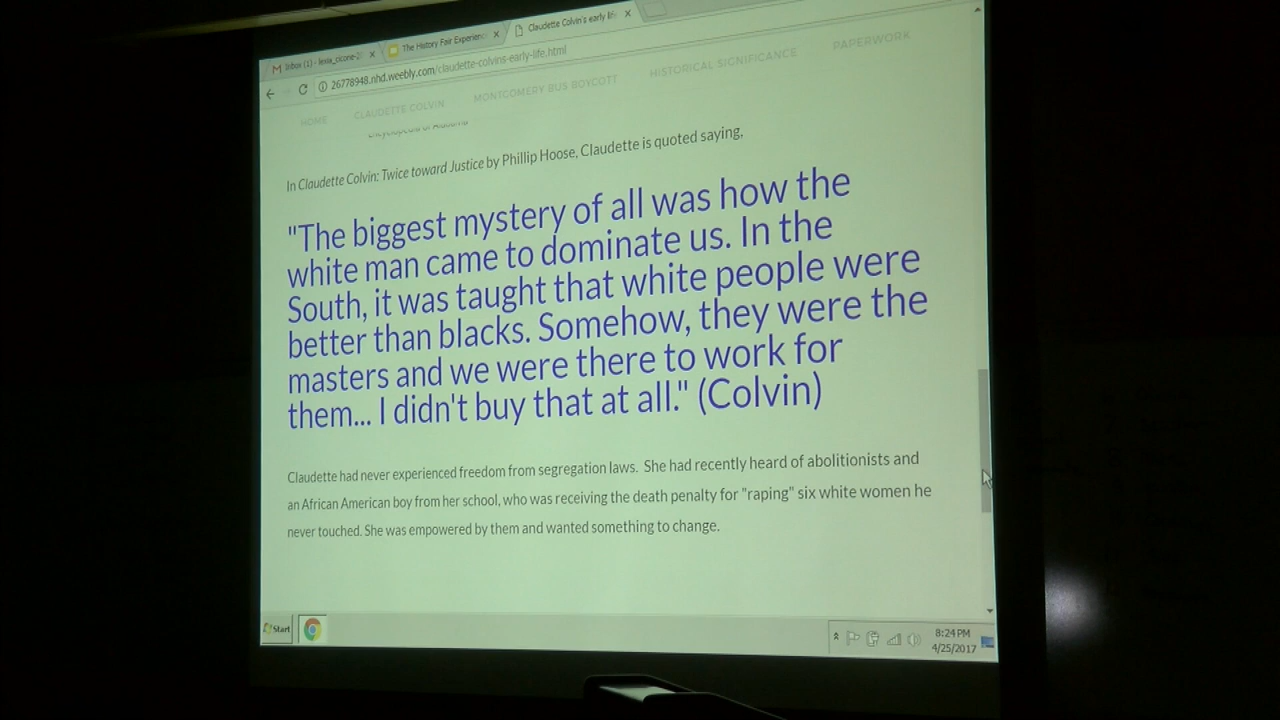 Inbox (1) -
The History Fair Experien
Claudette Colvin's early lif
26778948.nhd.weebly.com/claudette-colvins-early-life.html
HOME CLAUDETTE COLVIN MONTGOMERY BUS BOYCOTT HISTORICAL SIGNIFICANCE PAPERWORK
In Claudette Colvin: Twice toward Justice by Phillip Hoose, Claudette is quoted saying,
"The biggest mystery of all was how the
white man came to dominate us. In the
South, it was taught that white people were
better than blacks. Somehow, they were the
masters and we were there to work for
them... I didn't buy that at all." (Colvin)
Claudette had never experienced freedom from segregation laws. She had recently heard of abolitionists and
an African American boy from her school, who was receiving the death penalty for "raping" six white women he
never touched. She was empowered by them and wanted something to change.
Start
8:24 PM
4/25/2017